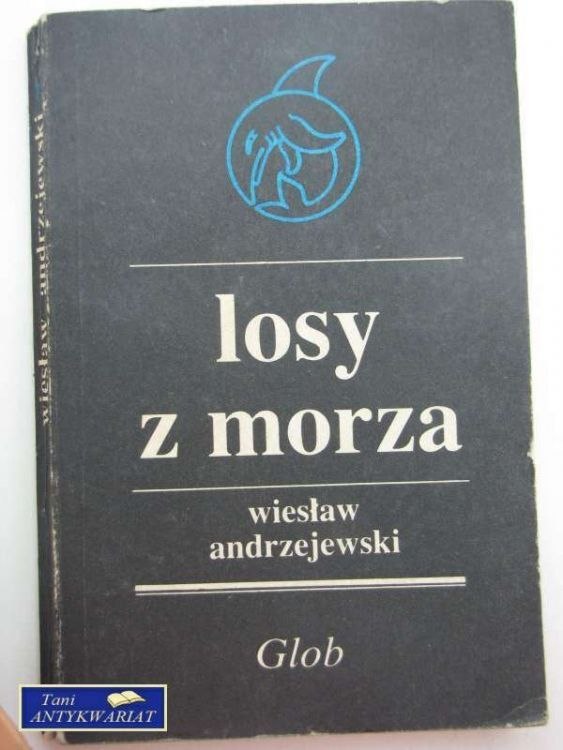 losy
z morza
wiesław
andrzejewski
Glob
wiesław andrzejewski
Tani
ANTYKWARIAT